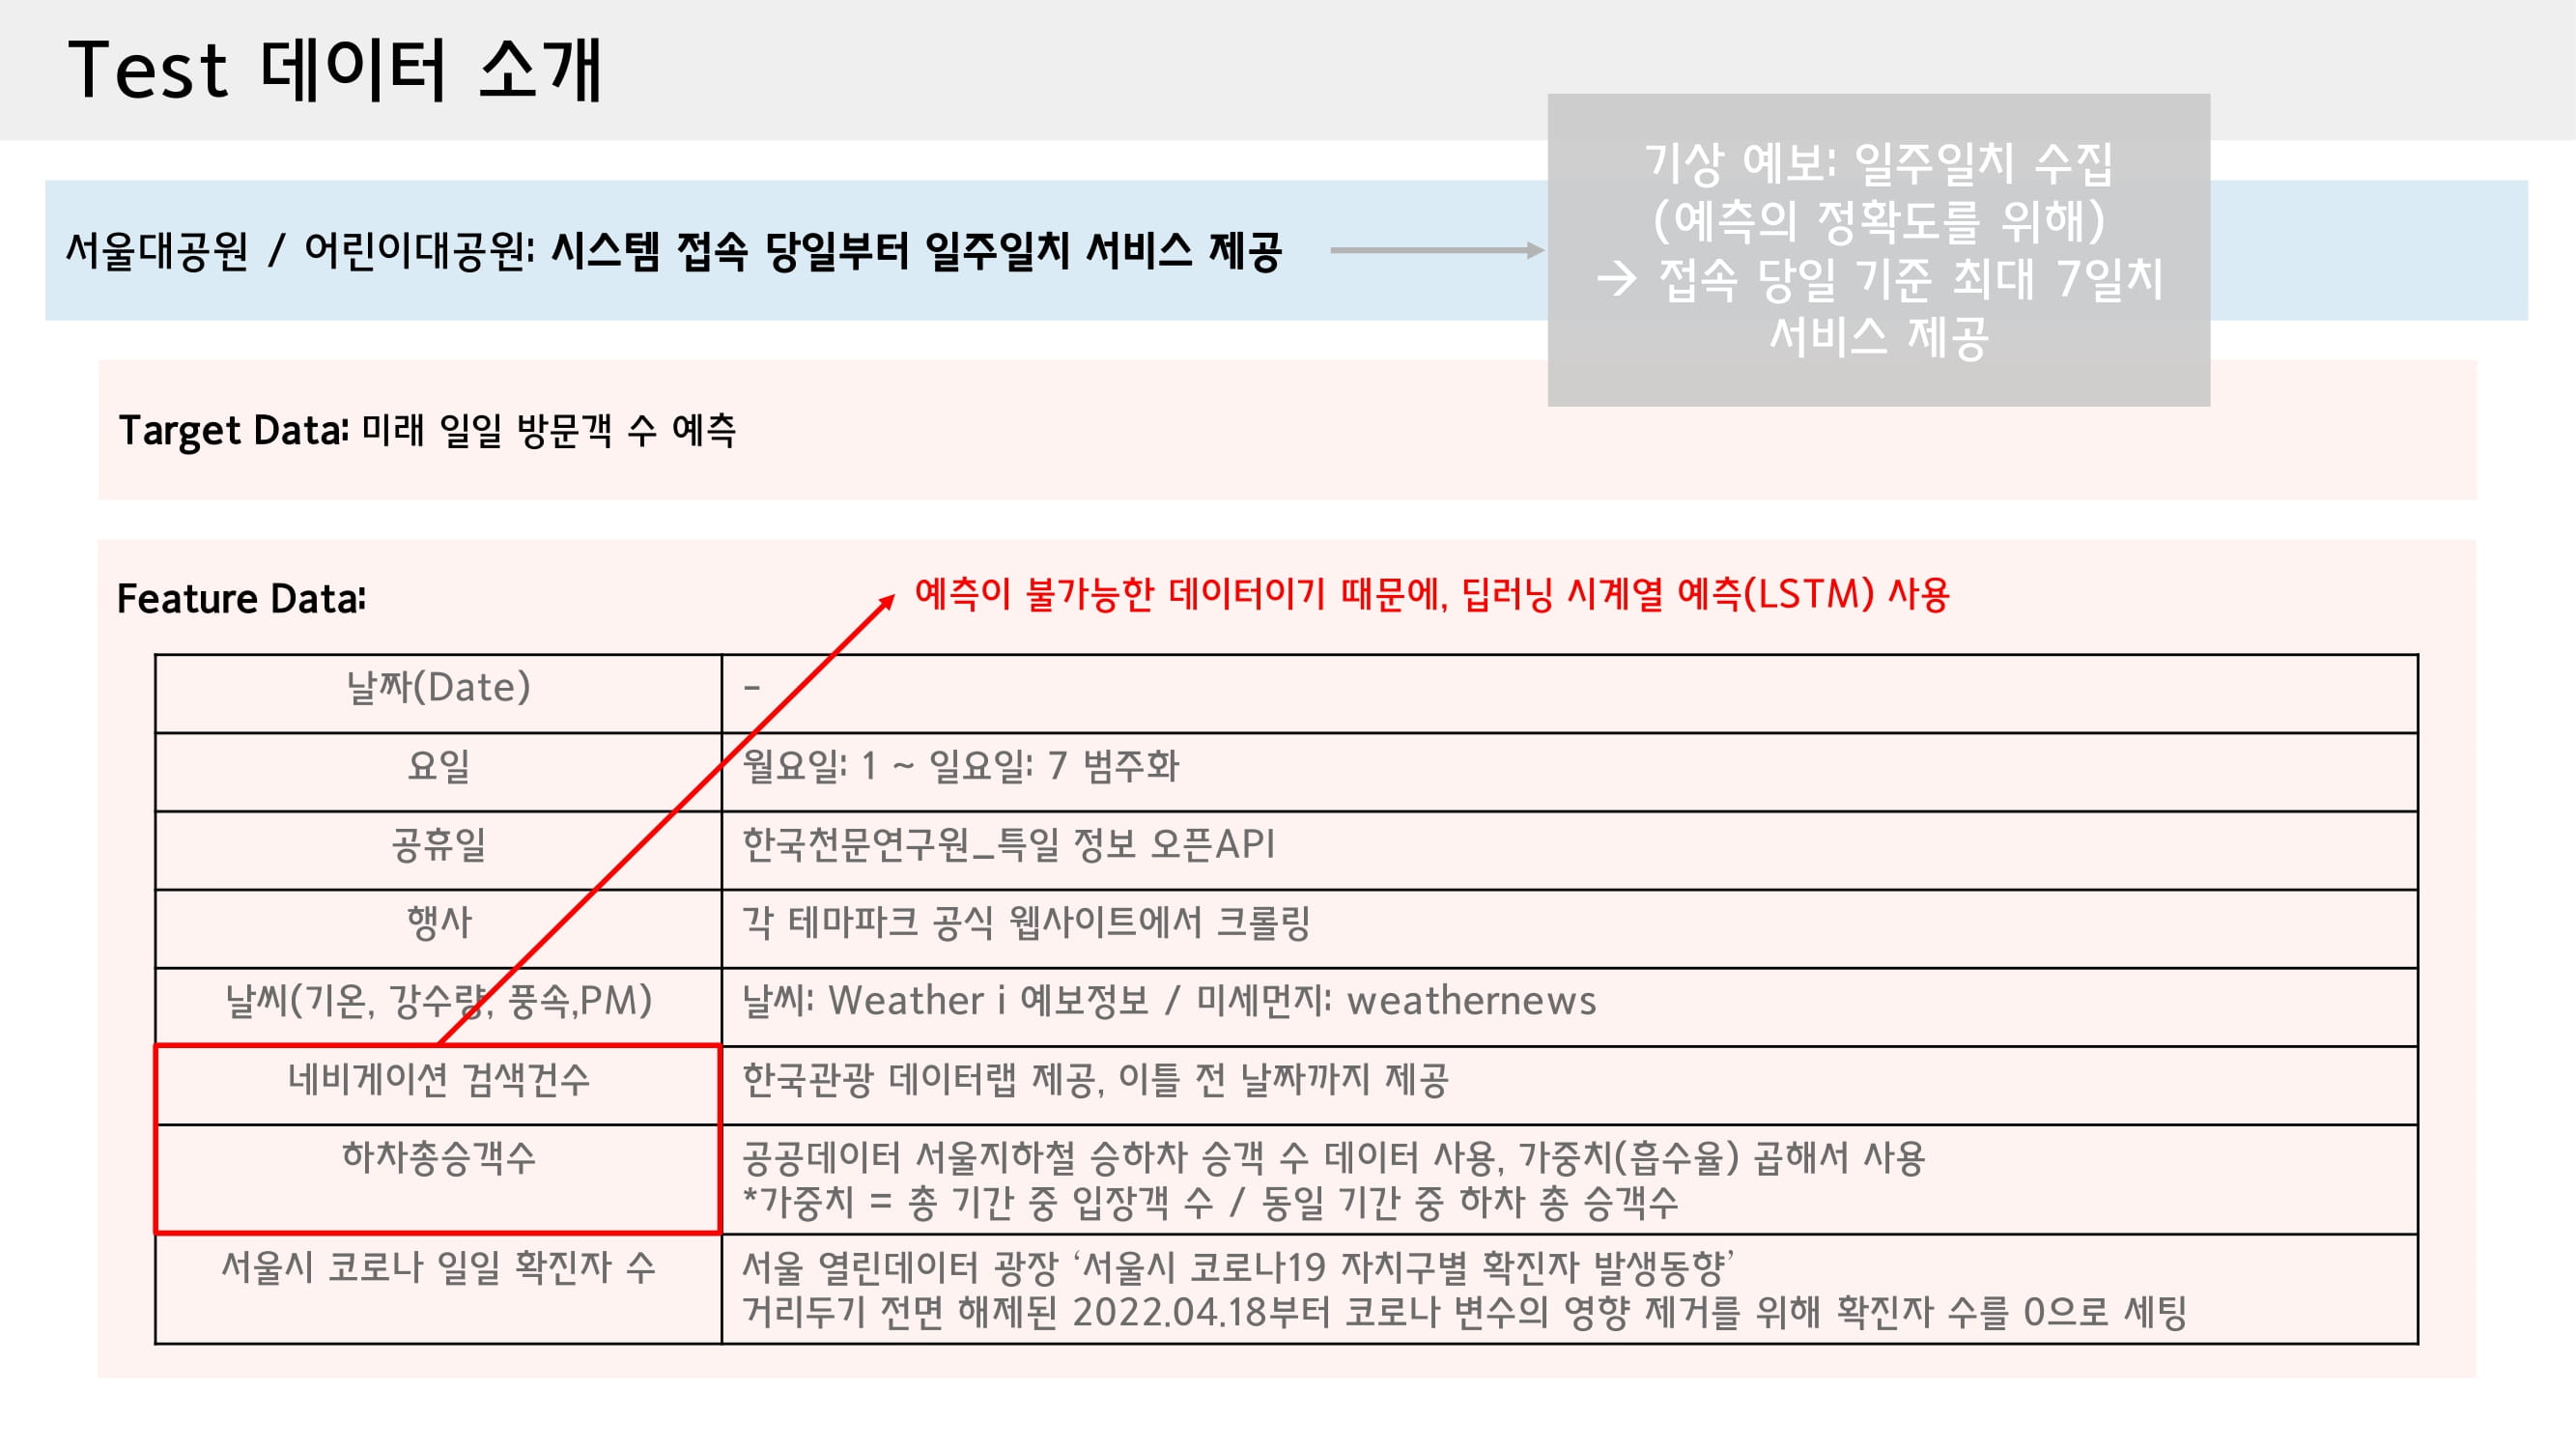 Test 데이터 소개
기상 예보: 일주일치 수집
(예측의 정확도를 위해)
→ 접속 당일 기준 최대 7일치
서비스 제공
서울대공원 / 어린이대공원: 시스템 접속 당일부터 일주일치 서비스 제공
Target Data: 미래 일일 방문객 수 예측
Feature Data:
예측이 불가능한 데이터이기 때문에, 딥러닝 시계열 예측(LSTM) 사용
날짜(Date)
-
요일
월요일: 1 ~ 일요일: 7 범주화
공휴일
한국천문연구원_특일 정보 오픈API
행사
각 테마파크 공식 웹사이트에서 크롤링
날씨(기온, 강수량, 풍속,PM)
날씨: Weather i 예보정보 / 미세먼지: weathernews
네비게이션 검색건수
한국관광 데이터랩 제공, 이틀 전 날짜까지 제공
하차총승객수
공공데이터 서울지하철 승하차 승객 수 데이터 사용, 가중치(흡수율) 곱해서 사용
*가중치 = 총 기간 중 입장객 수 / 동일 기간 중 하차 총 승객수
서울시 코로나 일일 확진자 수
서울 열린데이터 광장 ‘서울시 코로나19 자치구별 확진자 발생동향’
거리두기 전면 해제된 2022.04.18부터 코로나 변수의 영향 제거를 위해 확진자 수를 0으로 세팅